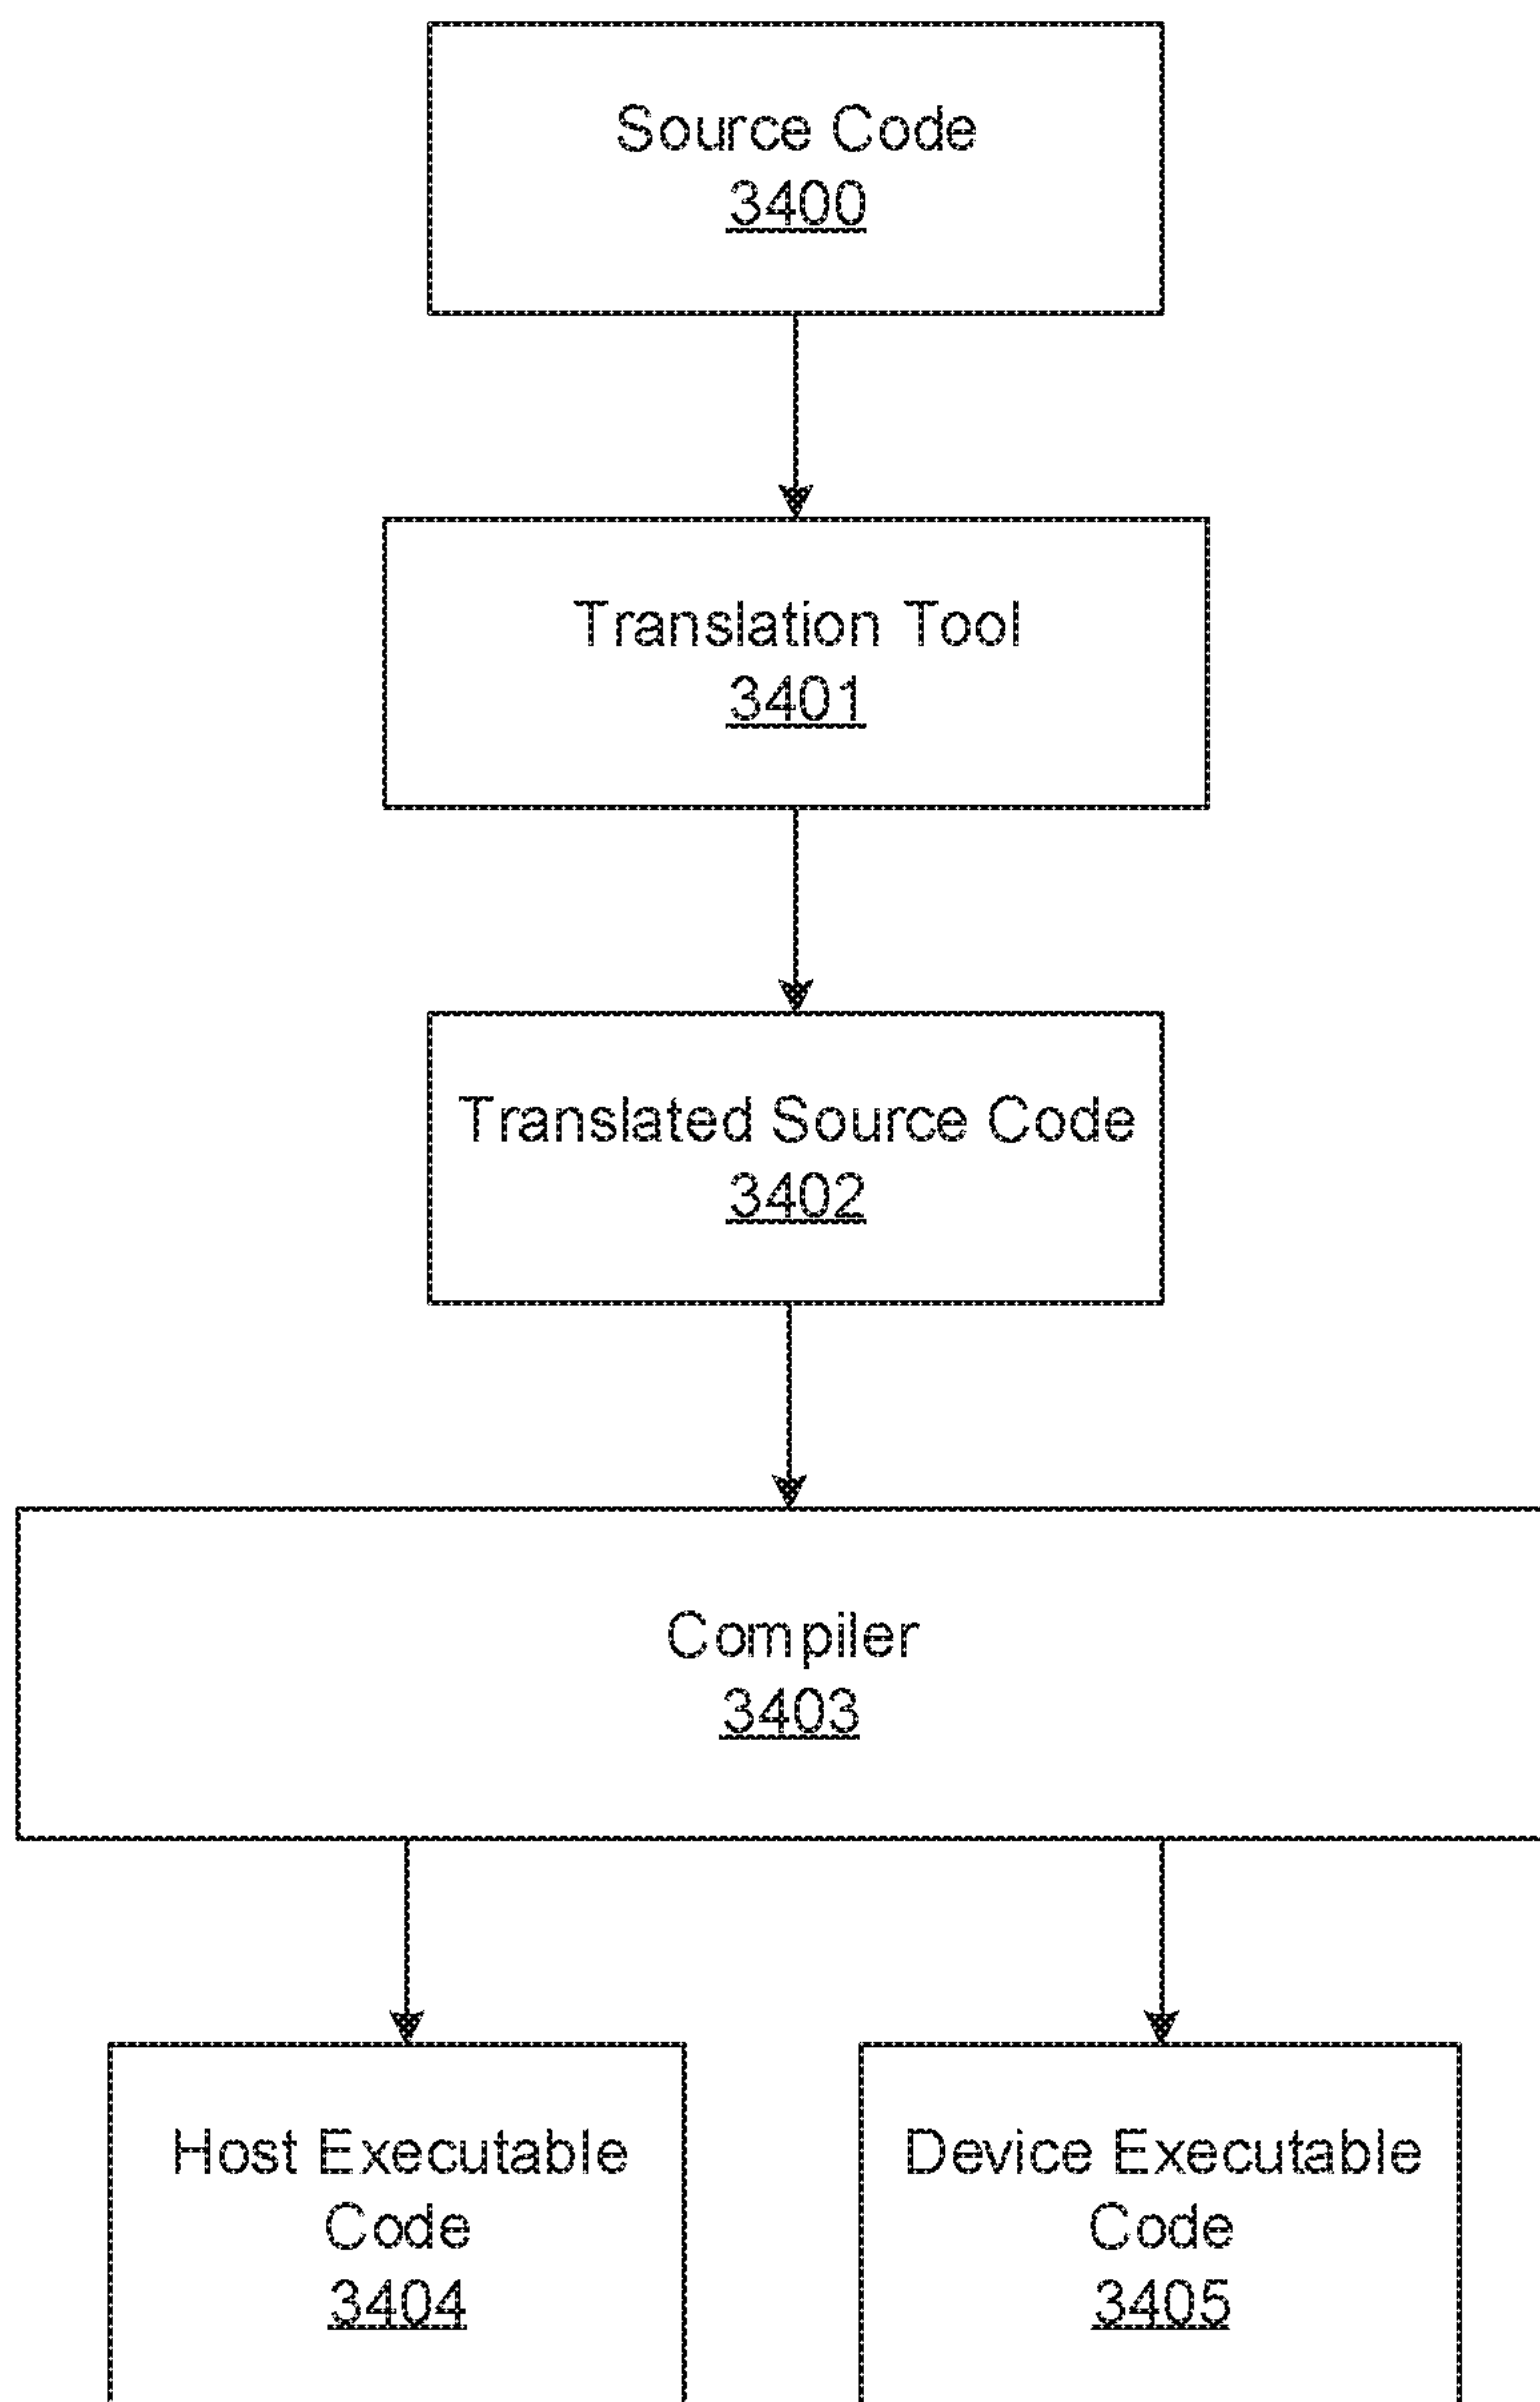 Source Code
3400
Translation Tool
3401
Translated Source Code
3402
Compiler
3403
Host Executable
Code
3404
Device Executable
Code
3405